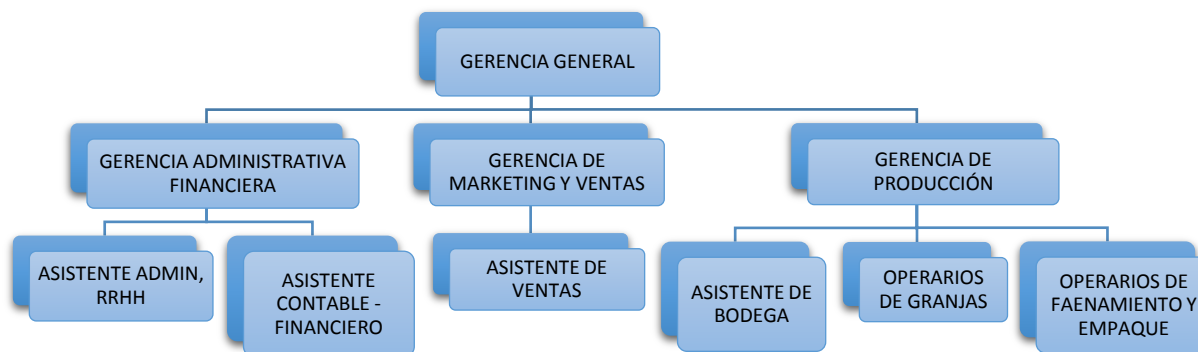 GERENCIA GENERAL
GERENCIA ADMINISTRATIVA
FINANCIERA
GERENCIA DE
MARKETING Y VENTAS
GERENCIA DE
PRODUCCIÓN
ASISTENTE ADMIN,
RRHH
ASISTENTE
CONTABLE -
FINANCIERO
ASISTENTE DE
VENTAS
ASISTENTE DE
BODEGA
OPERARIOS
DE GRANJAS
OPERARIOS DE
FAENAMIENTO Y
EMPAQUE